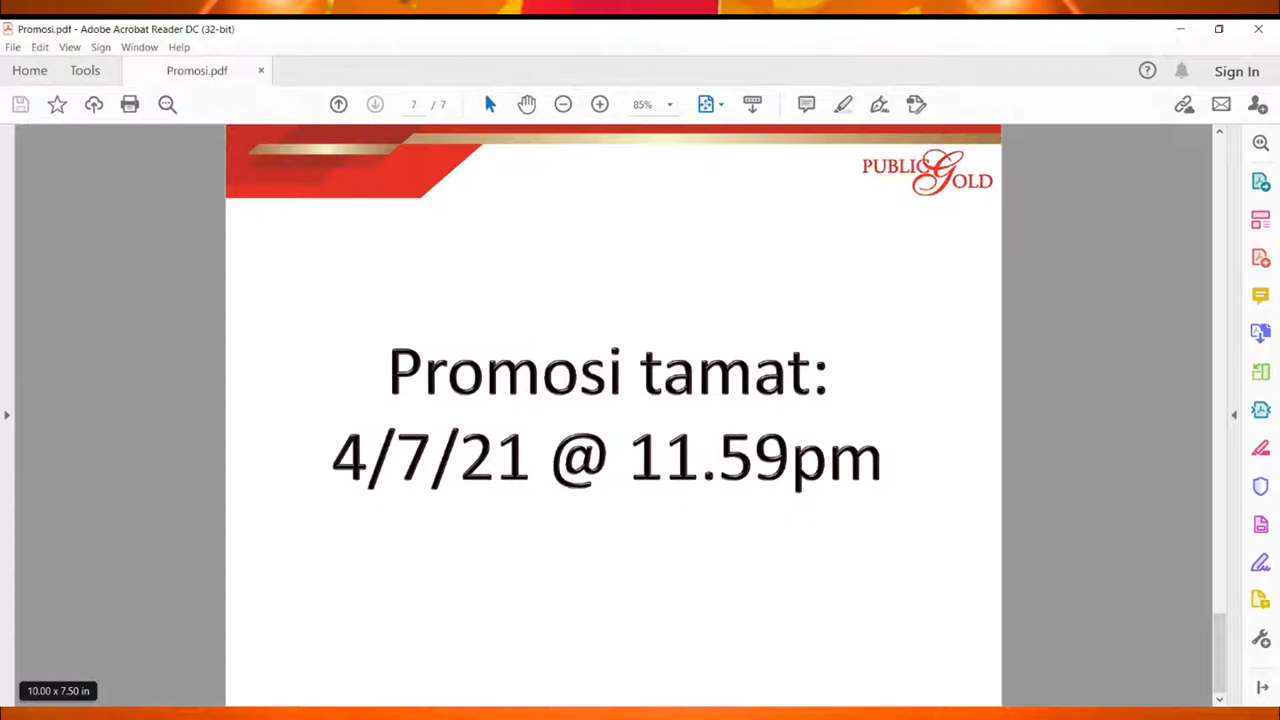 Promosi.pdf - Adobe Acrobat Reader DC (32-bit)
File Edit View Sign Window Help
Home Tools Promosi.pdf × Sign In
7 / 7 85%
PUBLIC GOLD
Promosi tamat:
4/7/21 @ 11.59pm
10.00 x 7.50 in